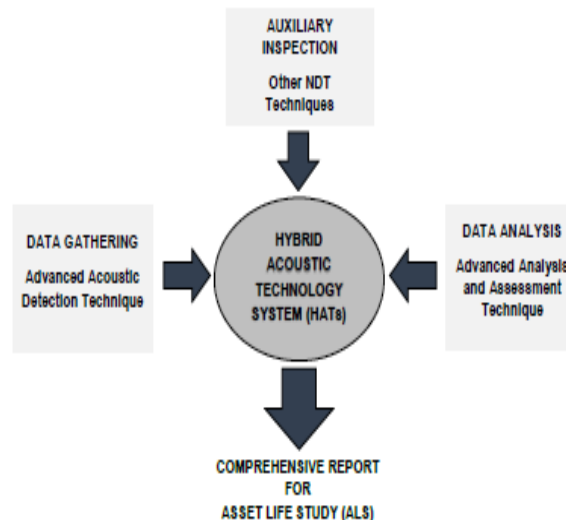 AUXILIARY
INSPECTION
Other NDT
Techniques
DATA GATHERING
Advanced Acoustic
Detection Technique
HYBRID
ACOUSTIC
TECHNOLOGY
SYSTEM (HATs)
DATA ANALYSIS
Advanced Analysis
and Assessment
Technique
COMPREHENSIVE REPORT
FOR
ASSET LIFE STUDY (ALS)